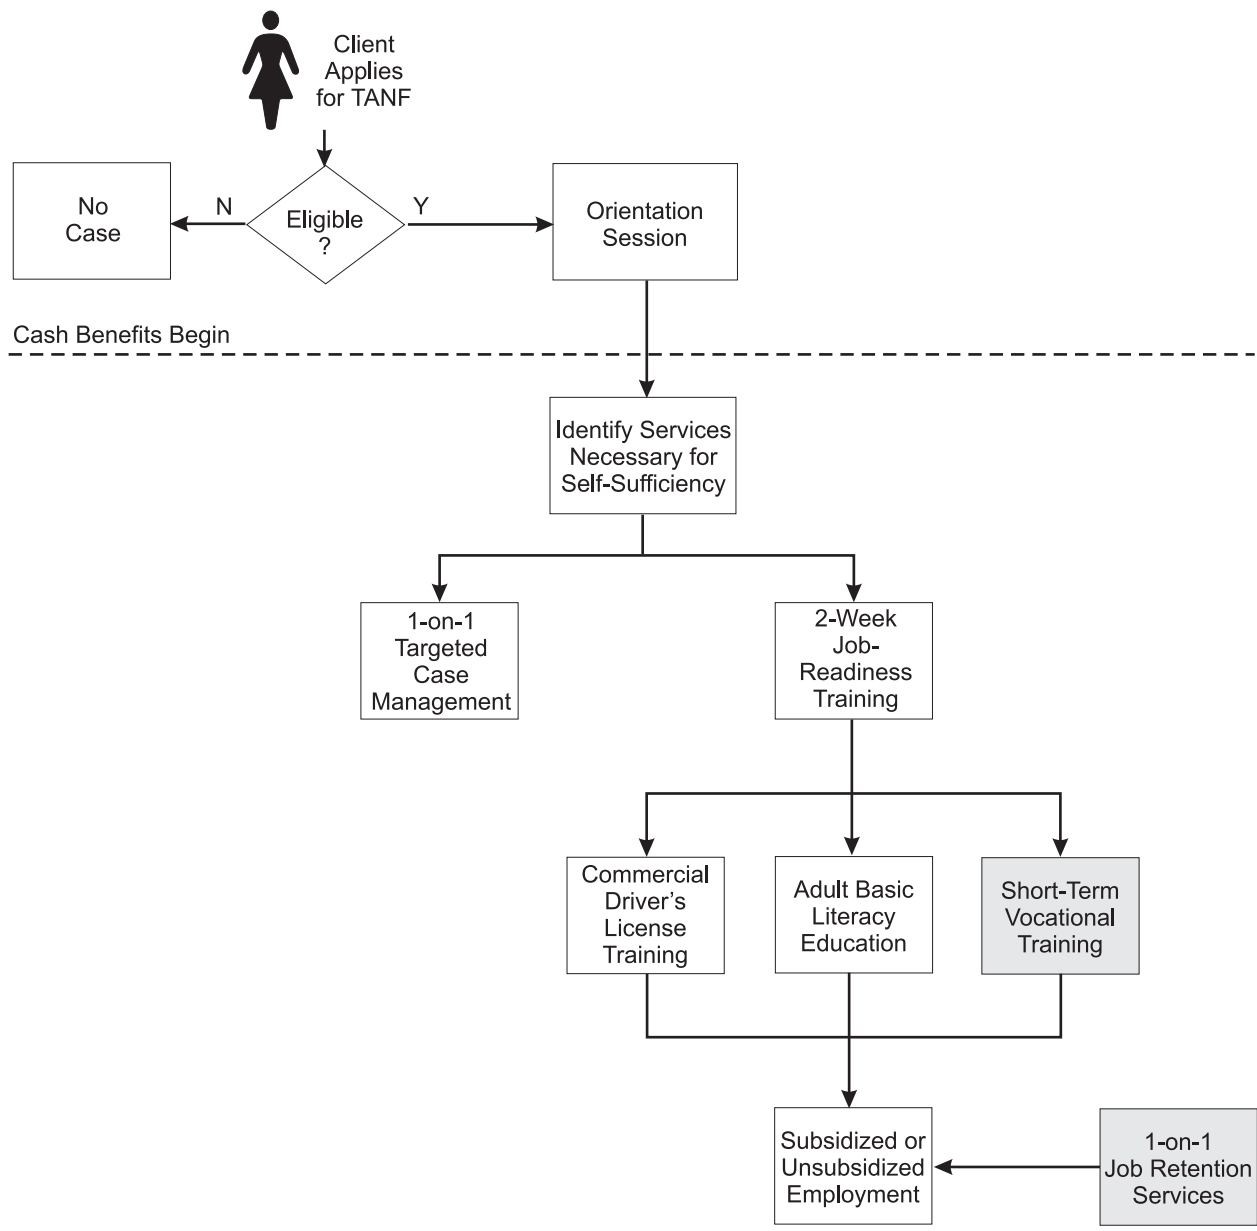 Client
Applies
for TANF
No
Case
N
Eligible
?
Y
Orientation
Session
Cash Benefits Begin
Identify Services
Necessary for
Self-Sufficiency
1-on-1
Targeted
Case
Management
2-Week
Job-
Readiness
Training
Commercial
Driver’s
License
Training
Adult Basic
Literacy
Education
Short-Term
Vocational
Training
Subsidized or
Unsubsidized
Employment
1-on-1
Job Retention
Services